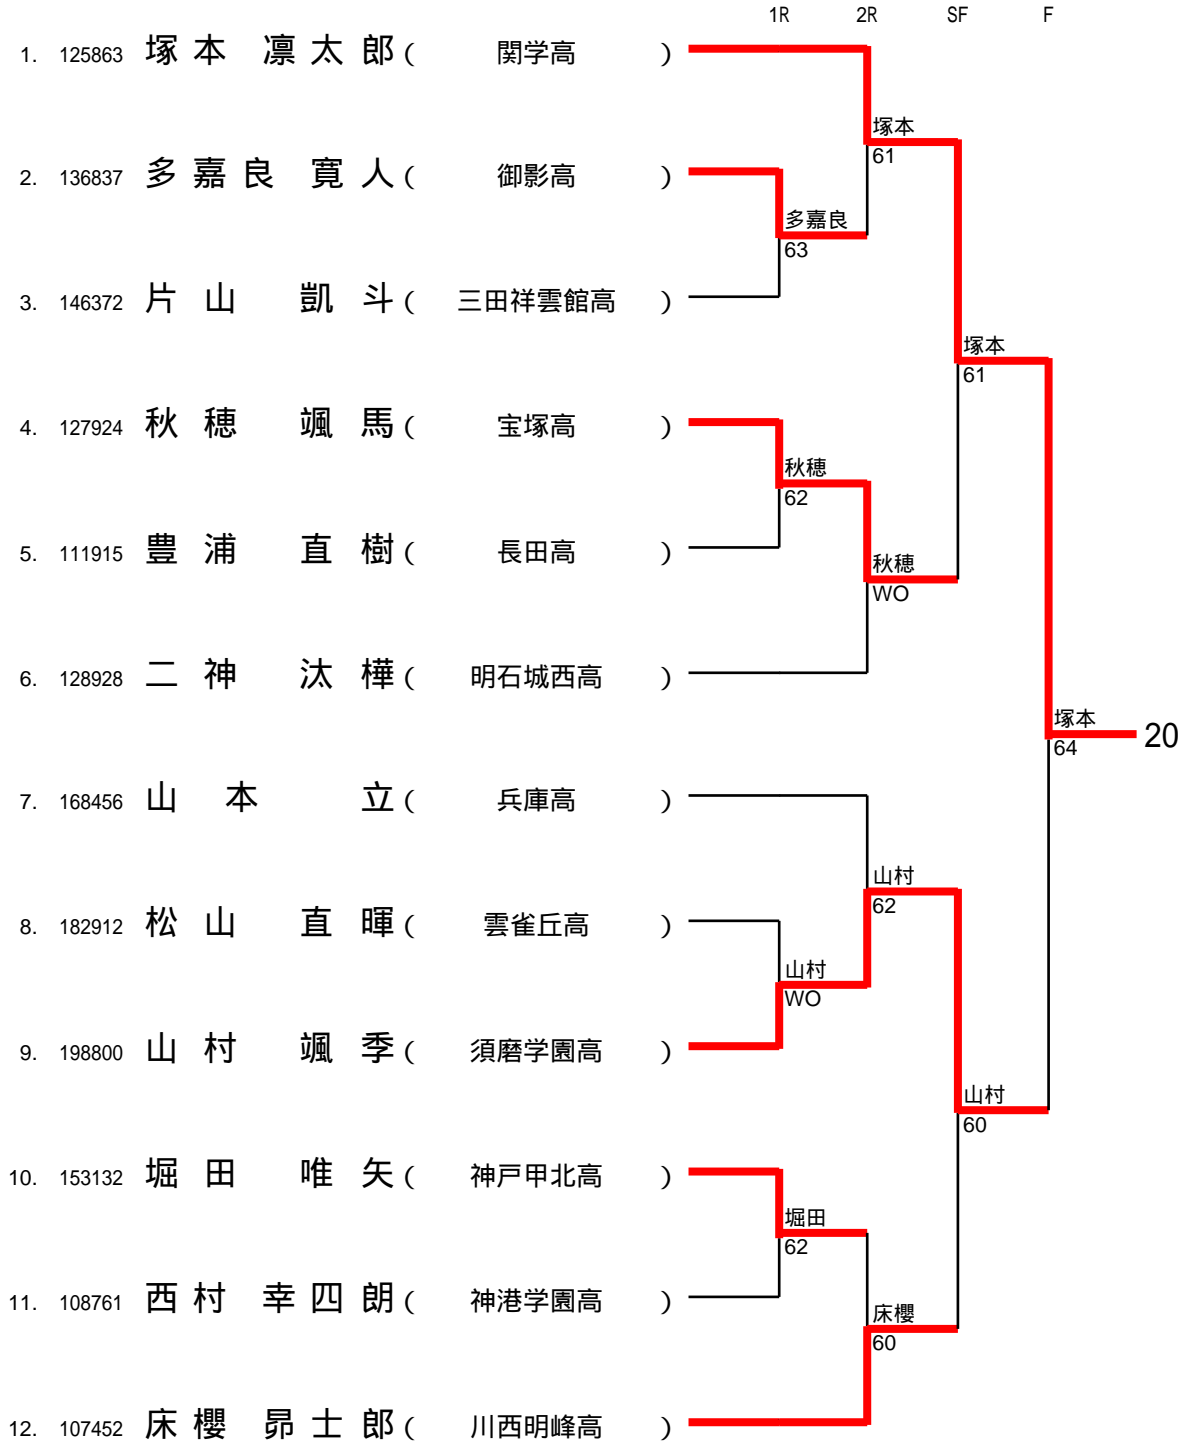 1R 2R SF F
1. 125863 塚本 凛太郎 ( 関学高 )
塚本
61
2. 136837 多嘉良 寛人 ( 御影高 )
多嘉良
63
3. 146372 片山 凱斗 ( 三田祥雲館高 )
塚本
61
4. 127924 秋穂 颯馬 ( 宝塚高 )
秋穂
62
5. 111915 豊浦 直樹 ( 長田高 )
秋穂
WO
6. 128928 二神 汰樺 ( 明石城西高 )
塚本
64
20
7. 168456 山本 立 ( 兵庫高 )
山村
62
8. 182912 松山 直暉 ( 雲雀丘高 )
山村
WO
9. 198800 山村 颯季 ( 須磨学園高 )
山村
60
10. 153132 堀田 唯矢 ( 神戸甲北高 )
堀田
62
11. 108761 西村 幸四朗 ( 神港学園高 )
床櫻
60
12. 107452 床櫻 昴士郎 ( 川西明峰高 )